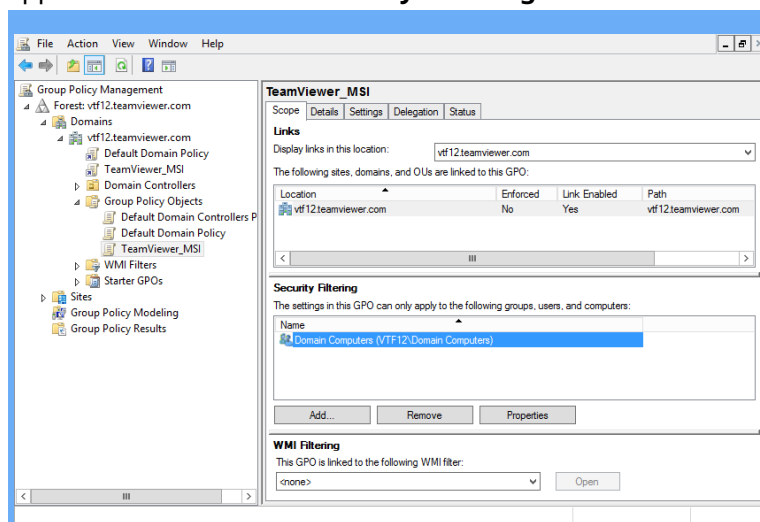 File Action View Window Help
Group Policy Management
Forest: vtf12.teamviewer.com
Domains
vtf12.teamviewer.com
Default Domain Policy
TeamViewer_MSI
Domain Controllers
Group Policy Objects
Default Domain Controllers P
Default Domain Policy
TeamViewer_MSI
WMI Filters
Starter GPOs
Sites
Group Policy Modeling
Group Policy Results
TeamViewer_MSI
Scope Details Settings Delegation Status
Links
Display links in this location: vtf12.teamviewer.com
The following sites, domains, and OUs are linked to this GPO:
Location Enforced Link Enabled Path
vtf12.teamviewer.com No Yes vtf12.teamviewer.com
Security Filtering
The settings in this GPO can only apply to the following groups, users, and computers:
Name
Domain Computers (VTF12\Domain Computers)
Add... Remove Properties
WMI Filtering
This GPO is linked to the following WMI filter:
<none> Open